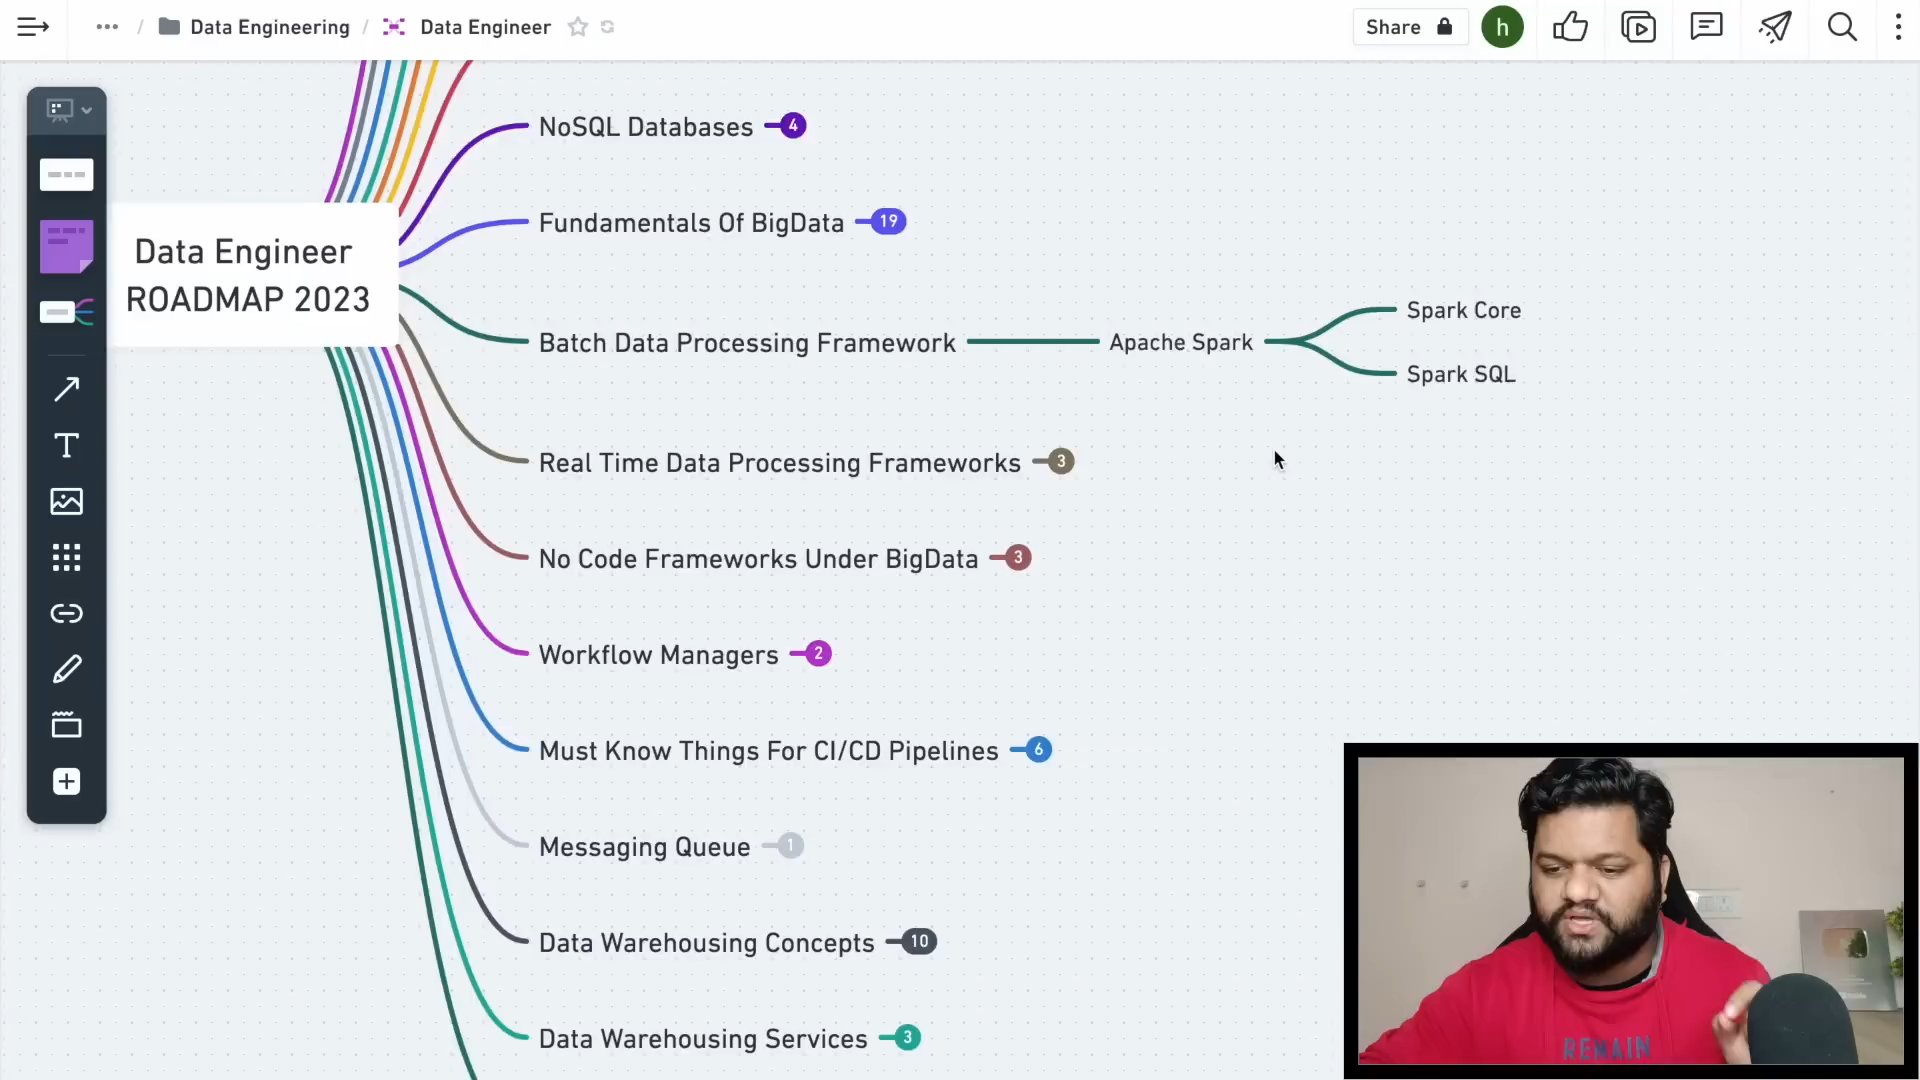 Data Engineering / Data Engineer
Share
h
NoSQL Databases 4
Fundamentals Of BigData 19
Data Engineer
ROADMAP 2023
Batch Data Processing Framework
Apache Spark
Spark Core
Spark SQL
Real Time Data Processing Frameworks 3
No Code Frameworks Under BigData 3
Workflow Managers 2
Must Know Things For CI/CD Pipelines 6
Messaging Queue 1
Data Warehousing Concepts 10
Data Warehousing Services 3
REMAIN